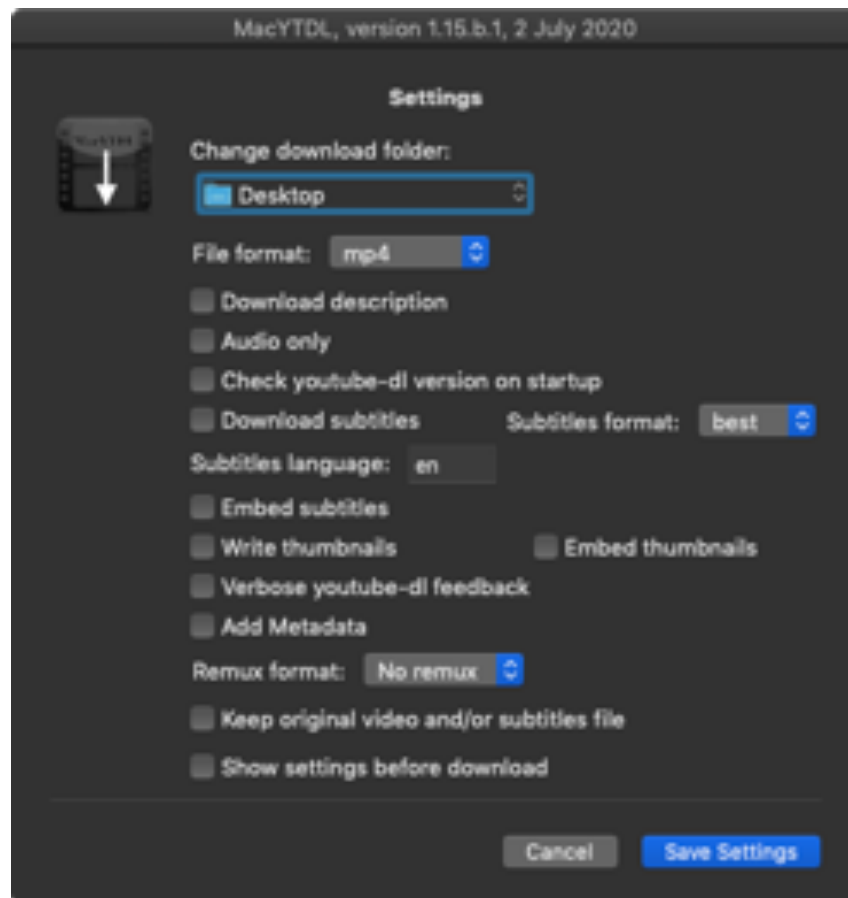 MacYTDL, version 1.15.b.1, 2 July 2020
Settings
Change download folder:
Desktop
File format: mp4
Download description
Audio only
Check youtube-dl version on startup
Download subtitles Subtitles format: best
Subtitles language: en
Embed subtitles
Write thumbnails Embed thumbnails
Verbose youtube-dl feedback
Add Metadata
Remux format: No remux
Keep original video and/or subtitles file
Show settings before download
Cancel Save Settings